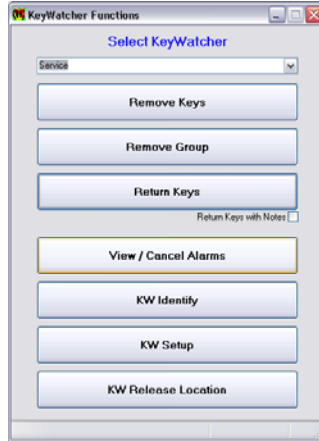 KeyWatcher Functions
Select KeyWatcher
Service
Remove Keys
Remove Group
Return Keys
Return Keys with Notes
View / Cancel Alarms
KW Identify
KW Setup
KW Release Location